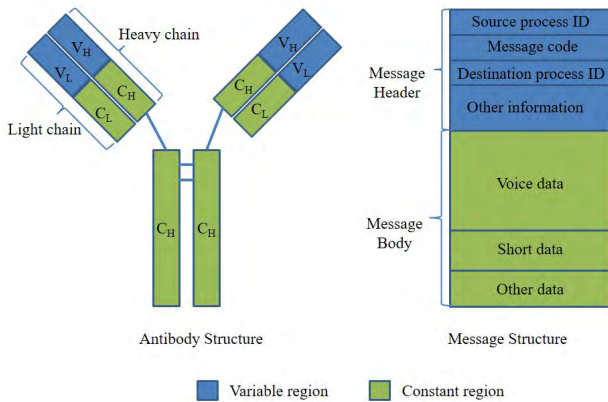 Heavy chain
V_H
V_L
C_H
C_L
Light chain
V_H
V_L
C_H
C_L
C_H
C_H
Antibody Structure
Message Header
Source process ID
Message code
Destination process ID
Other information
Message Body
Voice data
Short data
Other data
Message Structure
Variable region
Constant region